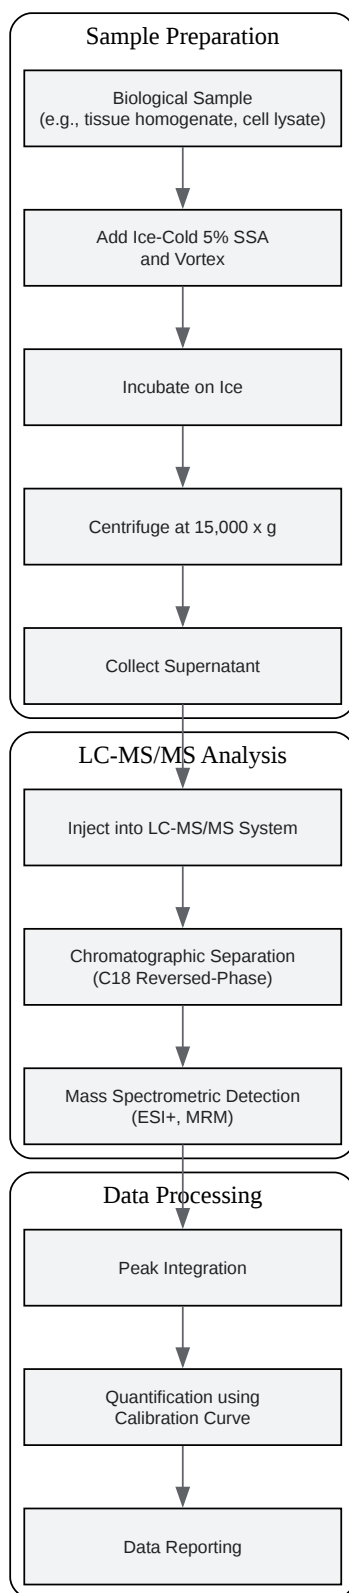 Sample Preparation
Biological Sample
(e.g., tissue homogenate, cell lysate)
Add Ice-Cold 5% SSA
and Vortex
Incubate on Ice
Centrifuge at 15,000 x g
Collect Supernatant
LC-MS/MS Analysis
Inject into LC-MS/MS System
Chromatographic Separation
(C18 Reversed-Phase)
Mass Spectrometric Detection
(ESI+, MRM)
Data Processing
Peak Integration
Quantification using
Calibration Curve
Data Reporting